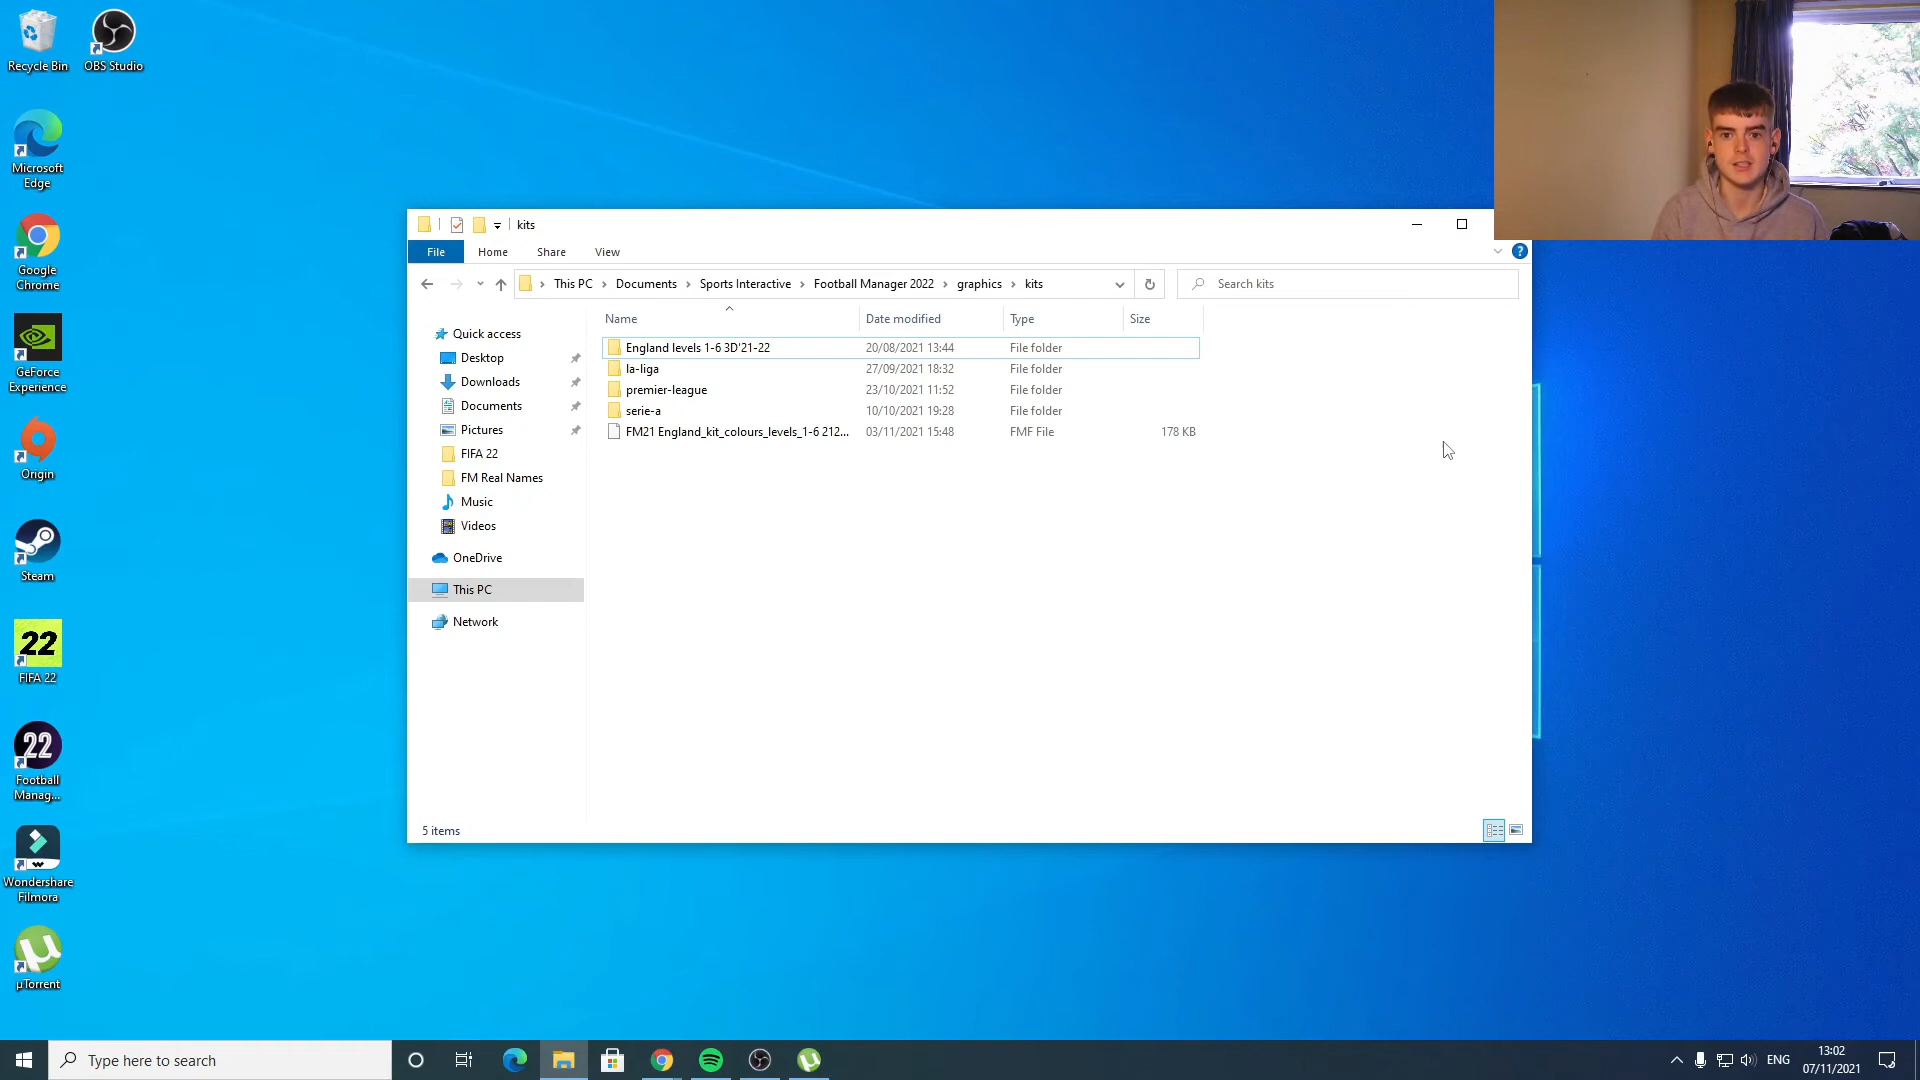 Recycle Bin
OBS Studio
Microsoft
Edge
Google
Chrome
GeForce
Experience
Origin
Steam
22
FIFA 22
22
Football
Manag...
Wondershare
Filmora
µTorrent
kits
File
Home
Share
View
This PC > Documents > Sports Interactive > Football Manager 2022 > graphics > kits
Search kits
Quick access
Desktop
Downloads
Documents
Pictures
FIFA 22
FM Real Names
Music
Videos
OneDrive
This PC
Network
Name Date modified Type Size
England levels 1-6 3D'21-22 20/08/2021 13:44 File folder
la-liga 27/09/2021 18:32 File folder
premier-league 23/10/2021 11:52 File folder
serie-a 10/10/2021 19:28 File folder
FM21 England_kit_colours_levels_1-6 212... 03/11/2021 15:48 FMF File 178 KB
5 items
Type here to search
ENG
13:02
07/11/2021